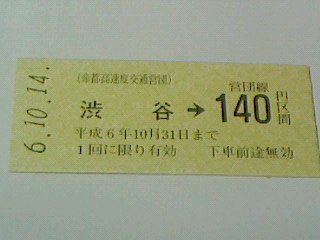 6.10.14.
(帝都高速度交通営団)
営団線
渋 谷 → 140円区間
平成6年10月31日まで
1回に限り有効 下車前途無効